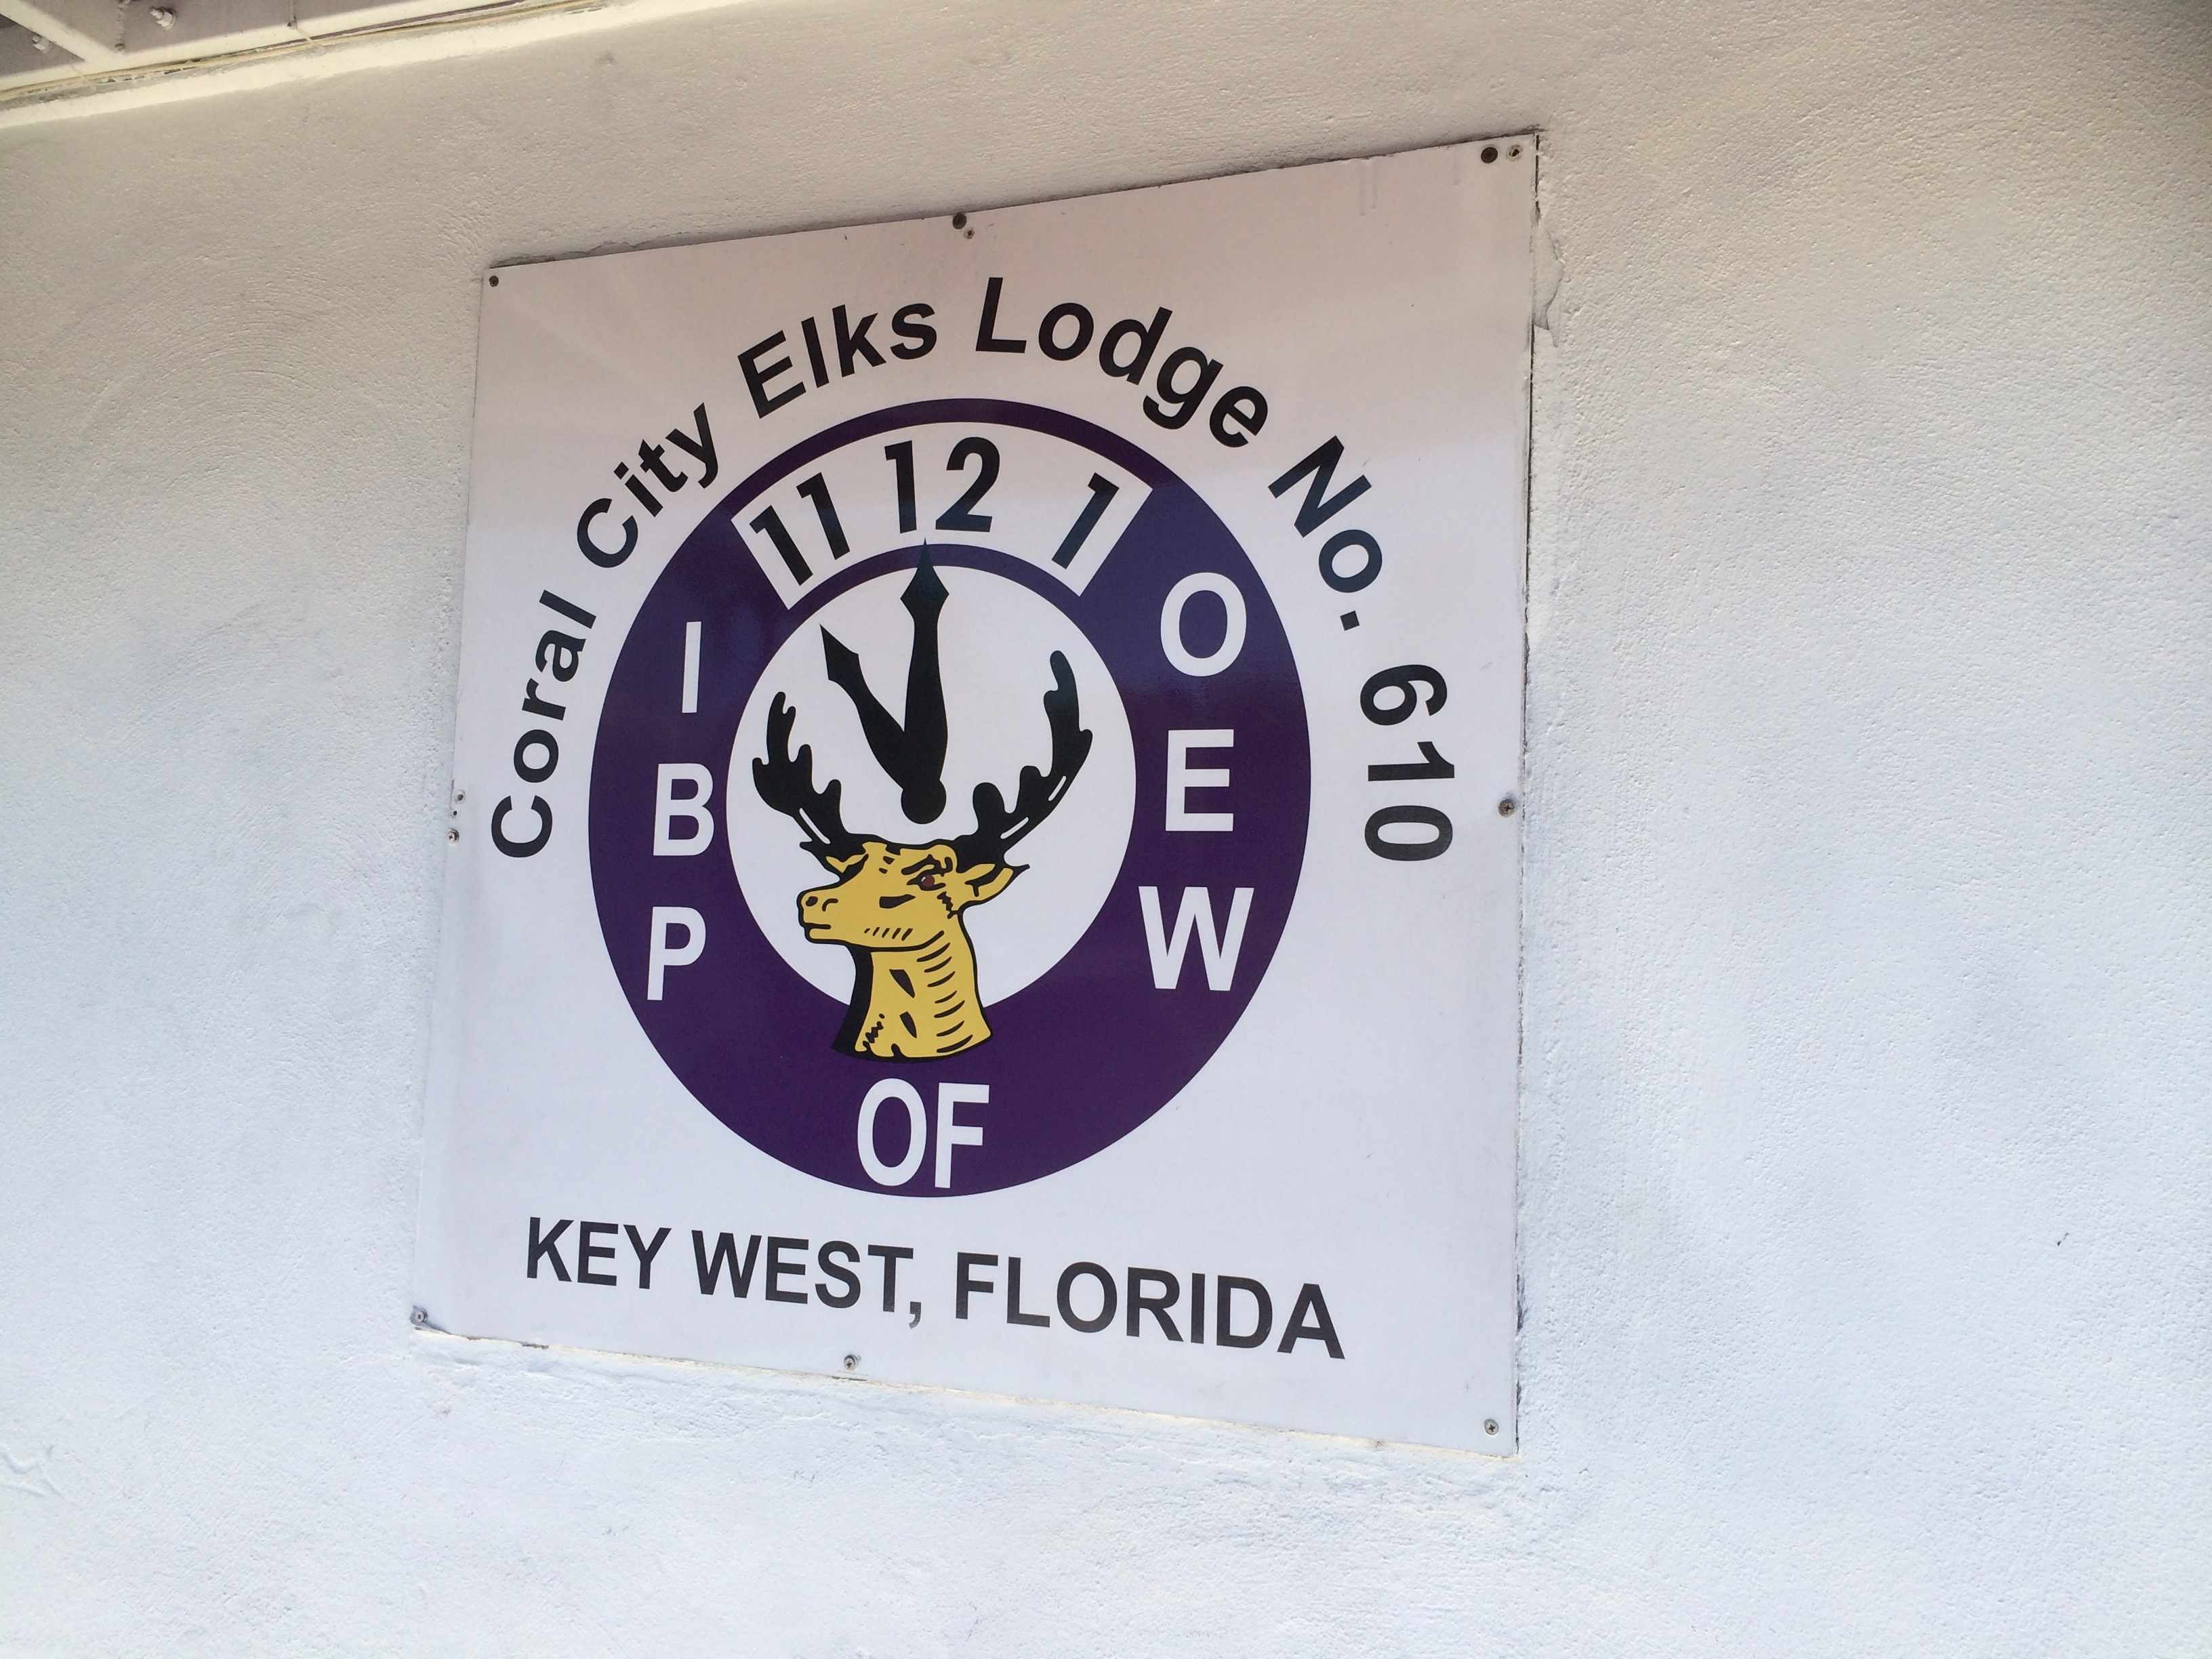 Coral City Elks Lodge No. 610
11 12 1
I B P
O E W
OF
KEY WEST, FLORIDA